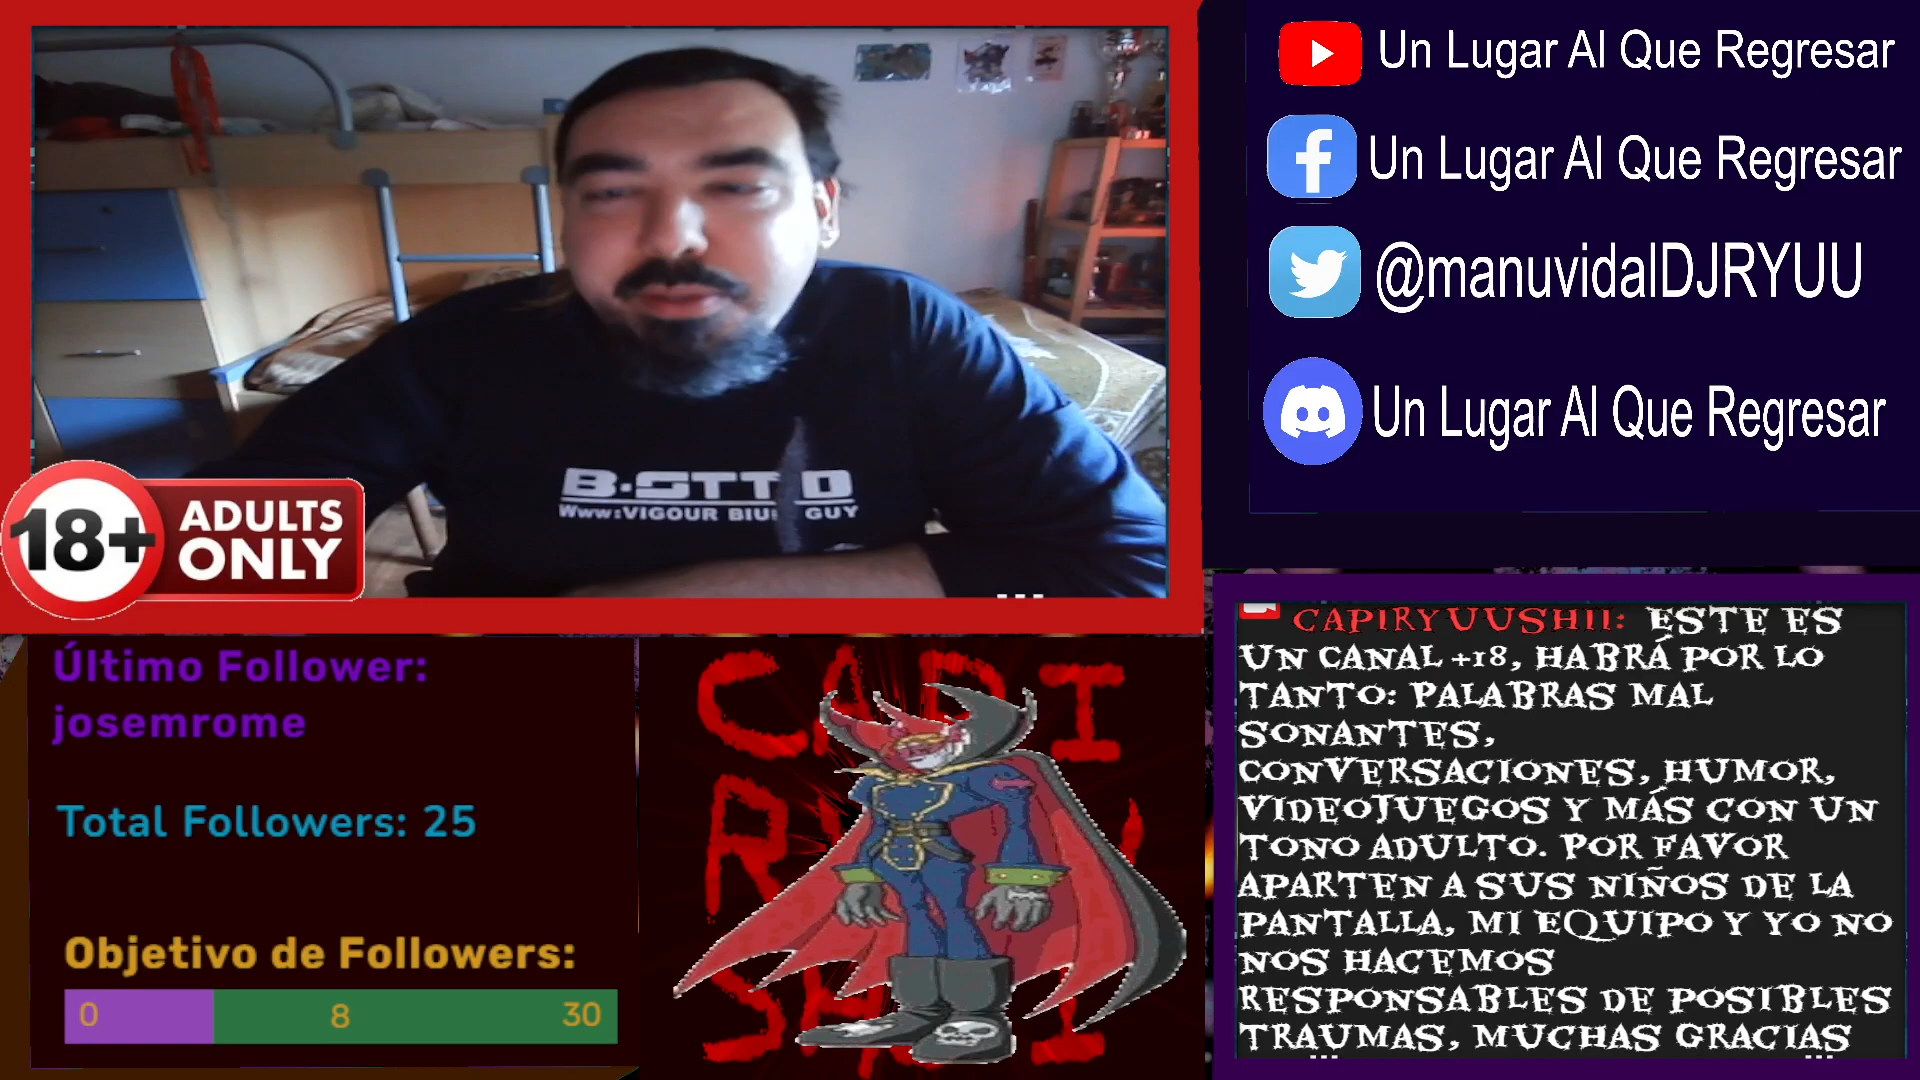 Un Lugar Al Que Regresar
Un Lugar Al Que Regresar
@manuvidalDJRYUU
Un Lugar Al Que Regresar
Www:VIGOUR
GUY
18+
ADULTS
ONLY
Último Follower:
josemrome
Total Followers: 25
Objetivo de Followers:
0 8 30
CAPIRYUUSHII: ESTE ES
UN CANAL +18, HABRÁ POR LO
TANTO: PALABRAS MAL
SONANTES,
CONVERSACIONES, HUMOR,
VIDEOJUEGOS Y MÁS CON UN
TONO ADULTO. POR FAVOR
APARTEN A SUS NIÑOS DE LA
PANTALLA, MI EQUIPO Y YO NO
NOS HACEMOS
RESPONSABLES DE POSIBLES
TRAUMAS, MUCHAS GRACIAS